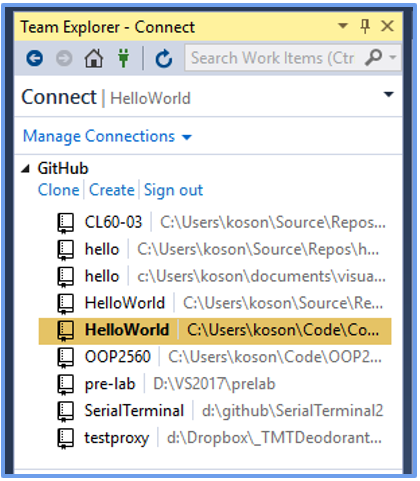 Team Explorer - Connect
Search Work Items (Ctr
Connect | HelloWorld
Manage Connections
GitHub
Clone | Create | Sign out
CL60-03 | C:\Users\koson\Source\Repos...
hello | c:\Users\koson\Source\Repos\h...
hello | c:\Users\koson\documents\visua...
HelloWorld | C:\Users\koson\Source\Re...
HelloWorld | C:\Users\koson\Code\Co...
OOP2560 | C:\Users\koson\Code\OOP2...
pre-lab | D:\VS2017\prelab
SerialTerminal | d:\github\SerialTerminal2
testproxy | d:\Dropbox\_TMTDeodorant...